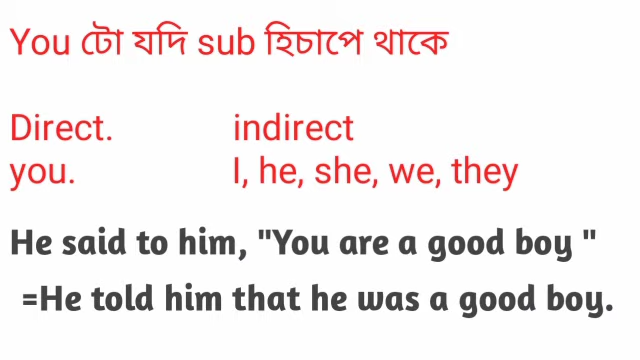 You টো যদি sub হিচাপে থাকে
Direct. indirect
you. I, he, she, we, they
He said to him, "You are a good boy "
=He told him that he was a good boy.